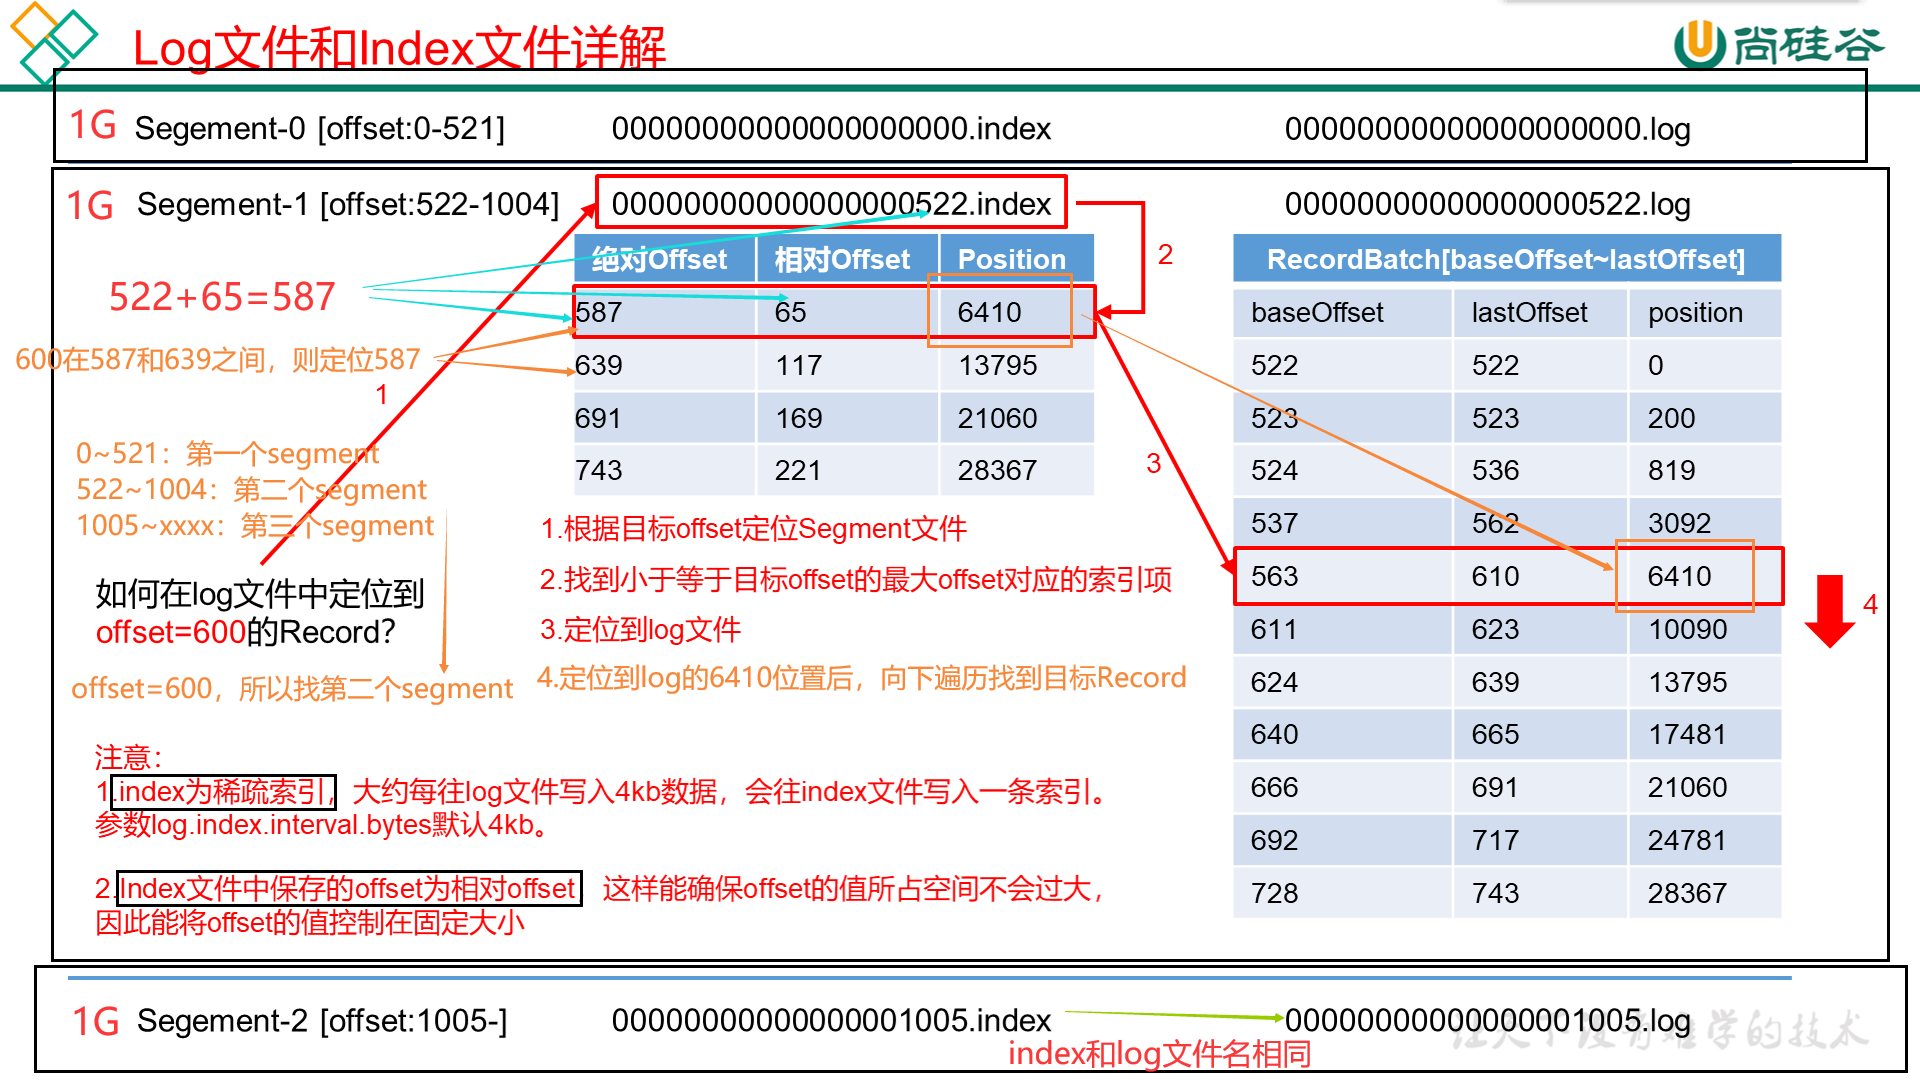 Log文件和Index文件详解
尚硅谷
1G Segement-0 [offset:0-521] 00000000000000000000.index 00000000000000000000.log
1G Segement-1 [offset:522-1004] 00000000000000000522.index 00000000000000000522.log
绝对Offset 相对Offset Position
587 65 6410
639 117 13795
691 169 21060
743 221 28367
2
RecordBatch[baseOffset~lastOffset]
baseOffset lastOffset position
522 522 0
523 523 200
524 536 819
537 562 3092
563 610 6410
611 623 10090
624 639 13795
640 665 17481
666 691 21060
692 717 24781
728 743 28367
522+65=587
600在587和639之间，则定位587
1
3
4
0~521：第一个segment
522~1004：第二个segment
1005~xxxx：第三个segment
如何在log文件中定位到
offset=600的Record？
offset=600，所以找第二个segment
1.根据目标offset定位Segment文件
2.找到小于等于目标offset的最大offset对应的索引项
3.定位到log文件
4.定位到log的6410位置后，向下遍历找到目标Record
注意：
1.index为稀疏索引，大约每往log文件写入4kb数据，会往index文件写入一条索引。
参数log.index.interval.bytes默认4kb。
2.Index文件中保存的offset为相对offset 这样能确保offset的值所占空间不会过大，
因此能将offset的值控制在固定大小
1G Segement-2 [offset:1005-] 00000000000000001005.index 00000000000000001005.log
index和log文件名相同
让天下没有难学的技术